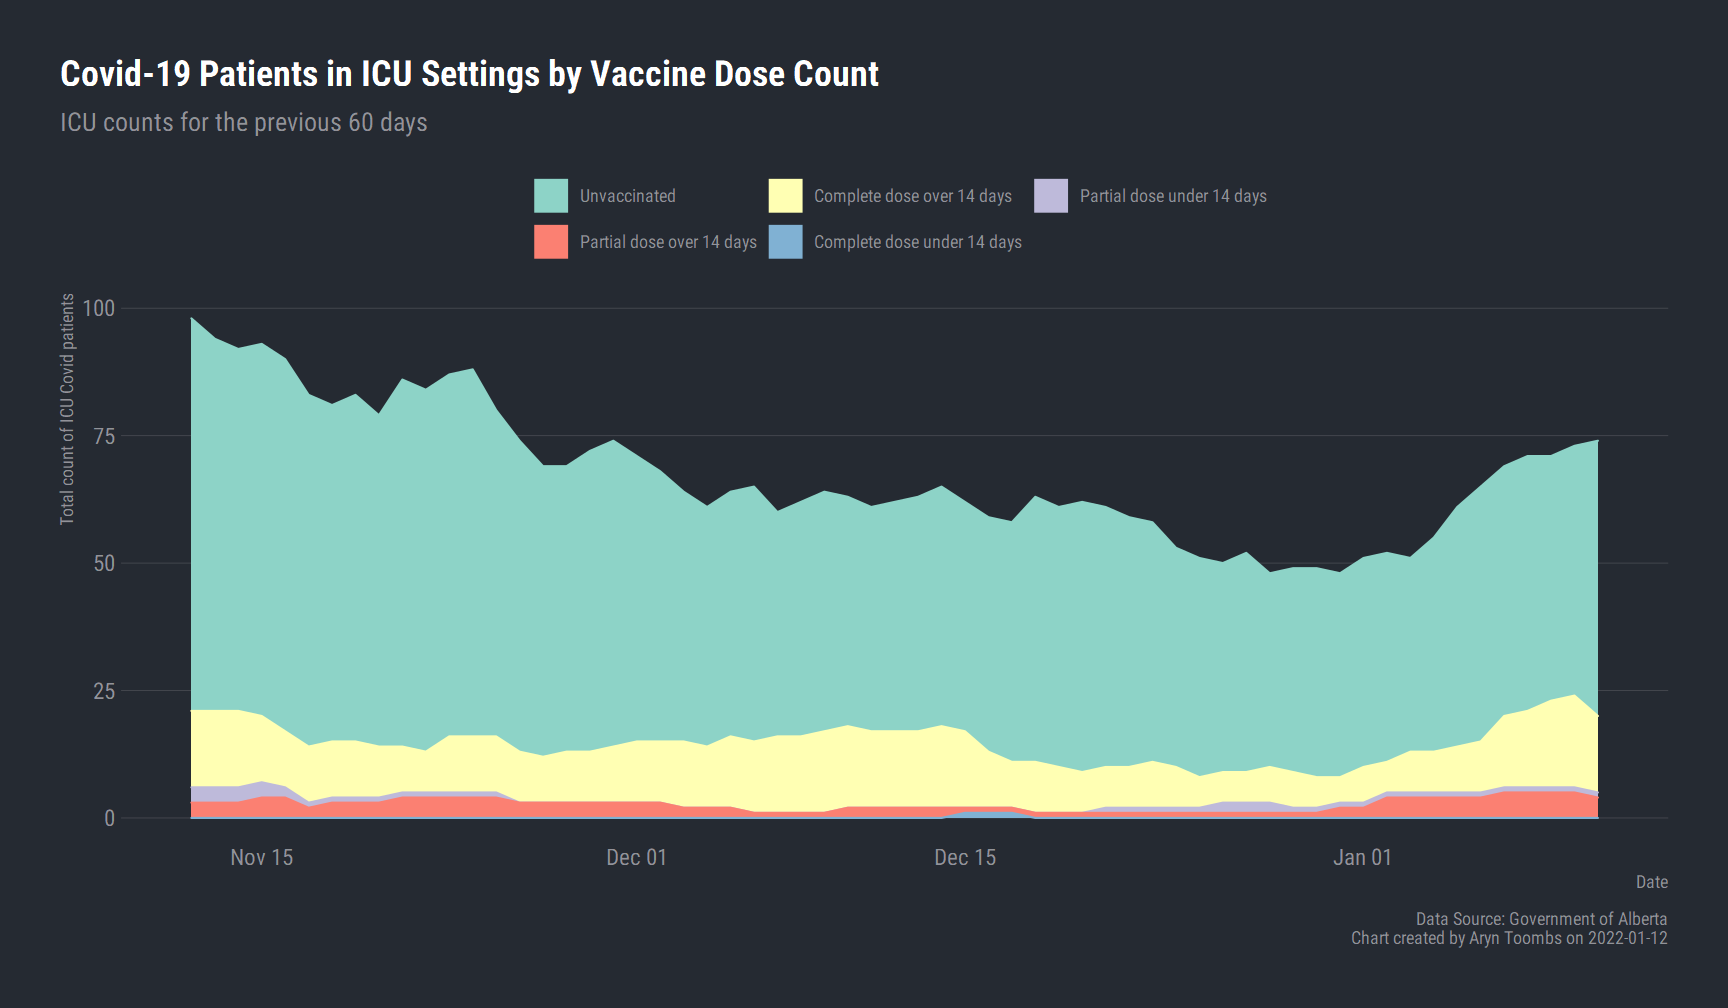 Covid-19 Patients in ICU Settings by Vaccine Dose Count
ICU counts for the previous 60 days
Unvaccinated
Complete dose over 14 days
Partial dose under 14 days
Partial dose over 14 days
Complete dose under 14 days
Total count of ICU Covid patients
100
75
50
25
0
Nov 15
Dec 01
Dec 15
Jan 01
Date
Data Source: Government of Alberta
Chart created by Aryn Toombs on 2022-01-12